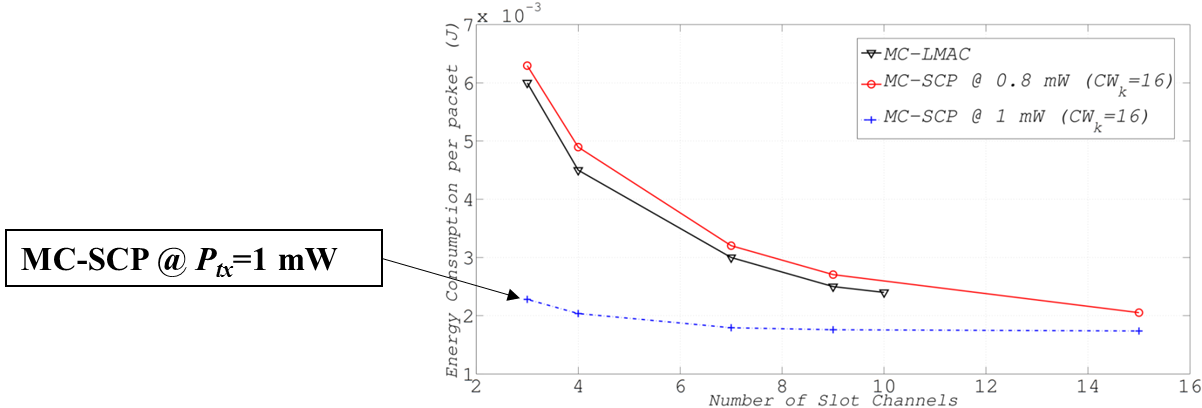 7 x 10⁻³
6
5
4
3
2
1
2 4 6 8 10 12 14 16
Energy Consumption per packet (J)
Number of Slot Channels
MC-LMAC
MC-SCP @ 0.8 mW (CWₖ=16)
MC-SCP @ 1 mW (CWₖ=16)
MC-SCP @ Pₜₓ=1 mW